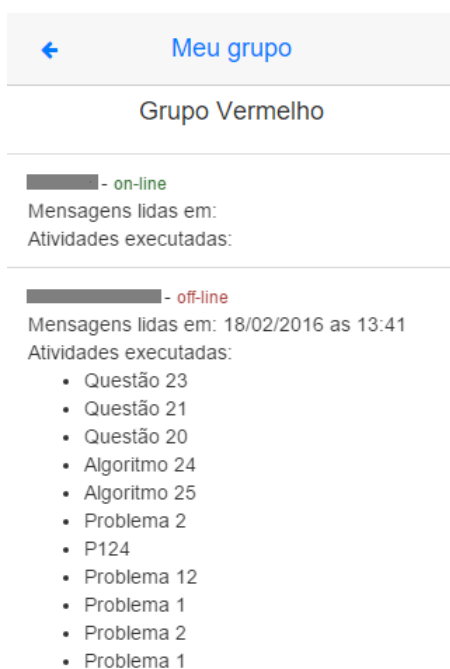 Meu grupo
Grupo Vermelho
- on-line
Mensagens lidas em:
Atividades executadas:
- off-line
Mensagens lidas em: 18/02/2016 as 13:41
Atividades executadas:
• Questão 23
• Questão 21
• Questão 20
• Algoritmo 24
• Algoritmo 25
• Problema 2
• P124
• Problema 12
• Problema 1
• Problema 2
• Problema 1